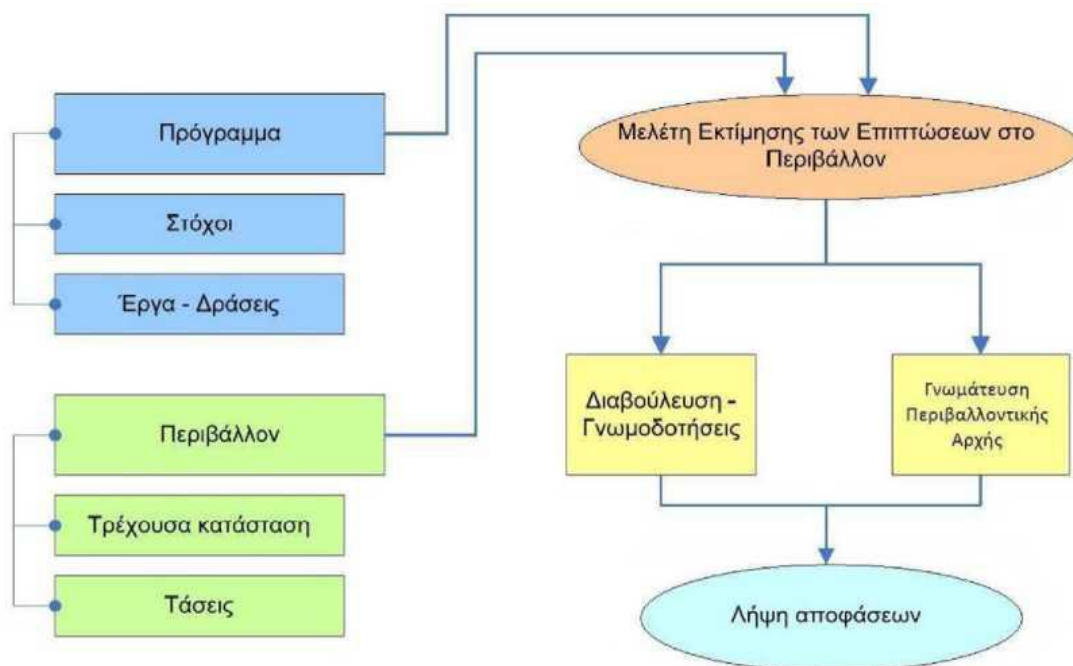 Πρόγραμμα
Στόχοι
Έργα - Δράσεις
Περιβάλλον
Τρέχουσα κατάσταση
Τάσεις
Μελέτη Εκτίμησης των Επιπτώσεων στο
Περιβάλλον
Διαβούλευση -
Γνωμοδοτήσεις
Γνωμάτευση
Περιβαλλοντικής
Αρχής
Λήψη αποφάσεων